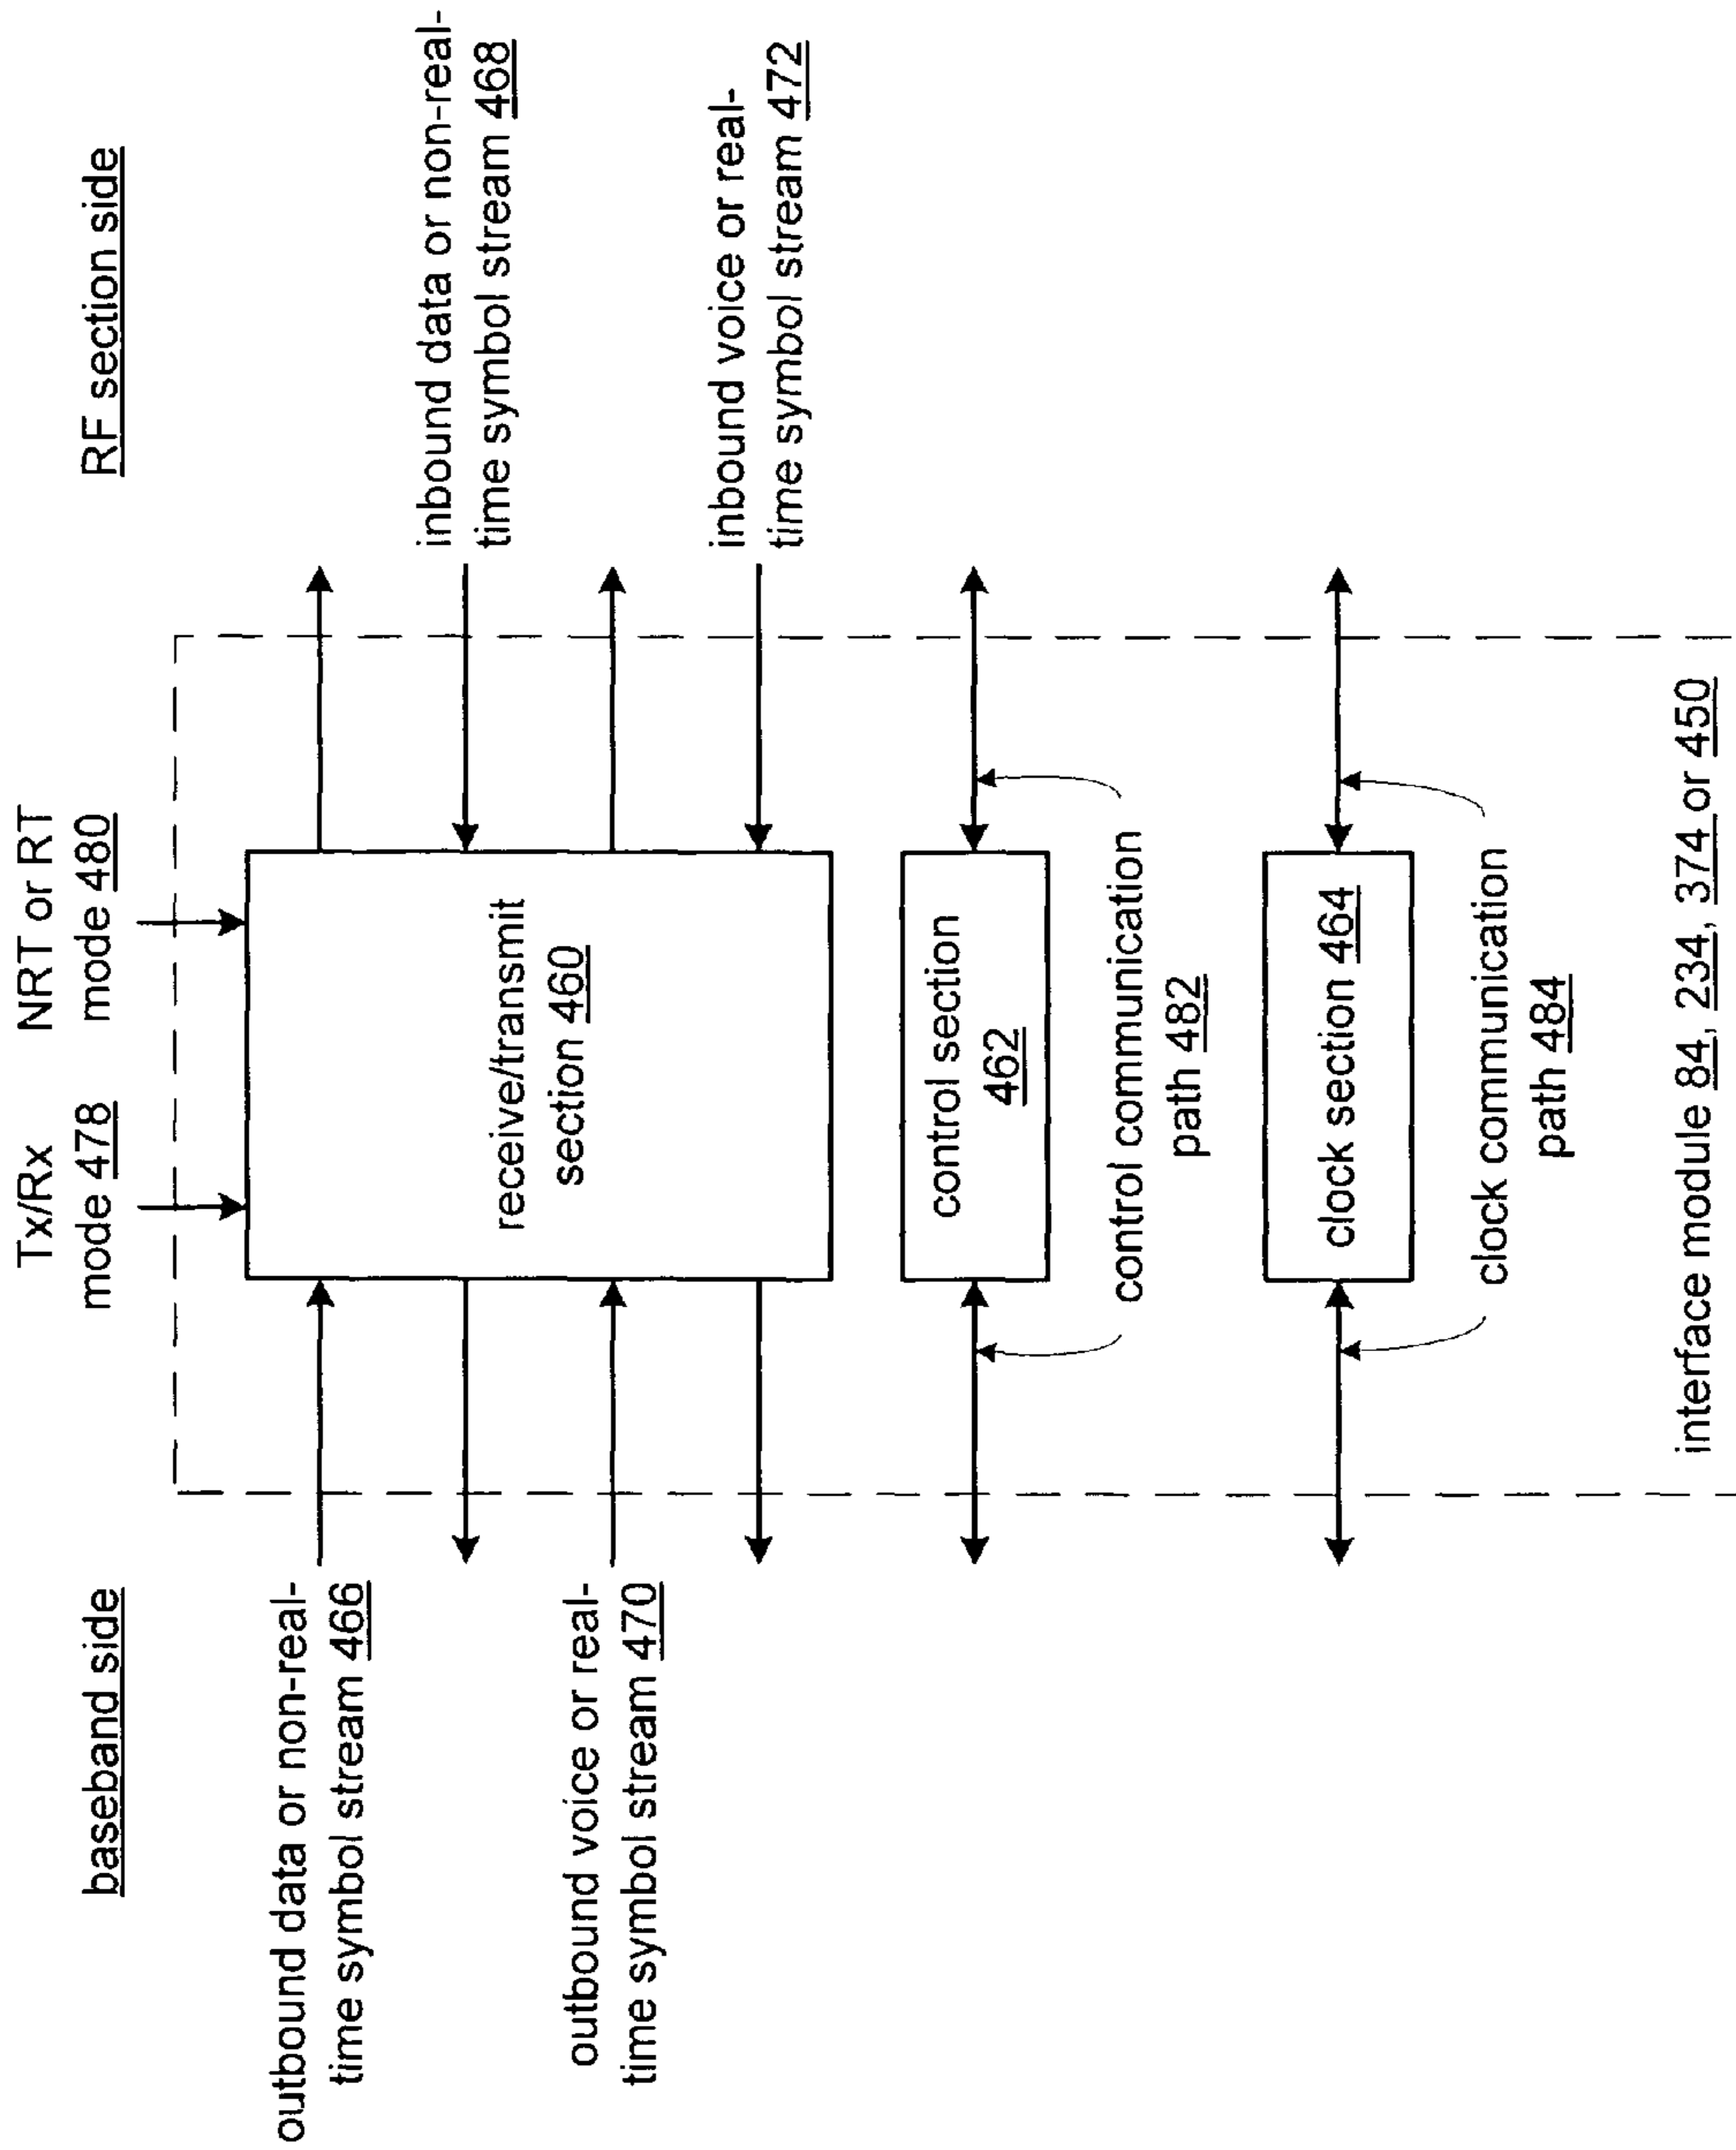 baseband side
Tx/Rx
mode 478
NRT or RT
mode 480
RF section side
outbound data or non-real-
time symbol stream 466
inbound data or non-real-
time symbol stream 468
receive/transmit
section 460
outbound voice or real-
time symbol stream 470
inbound voice or real-
time symbol stream 472
control section
462
control communication
path 482
clock section 464
clock communication
path 484
interface module 84, 234, 374 or 450